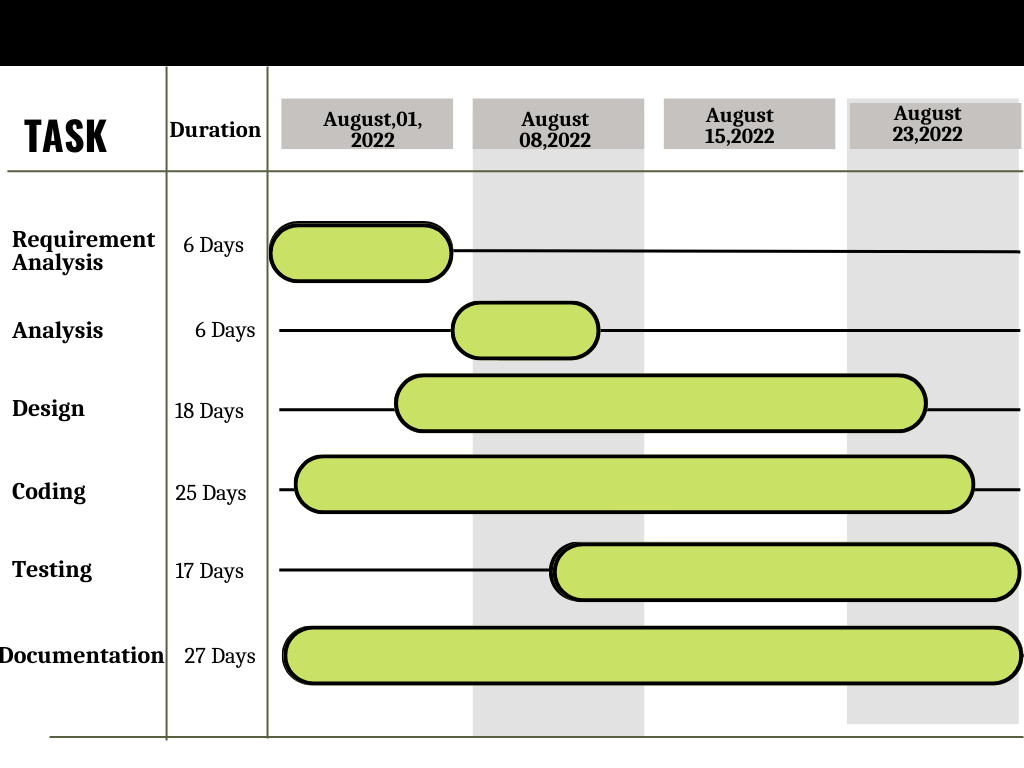 TASK
Duration
August,01,
2022
August
08,2022
August
15,2022
August
23,2022
Requirement
Analysis
6 Days
Analysis
6 Days
Design
18 Days
Coding
25 Days
Testing
17 Days
Documentation
27 Days